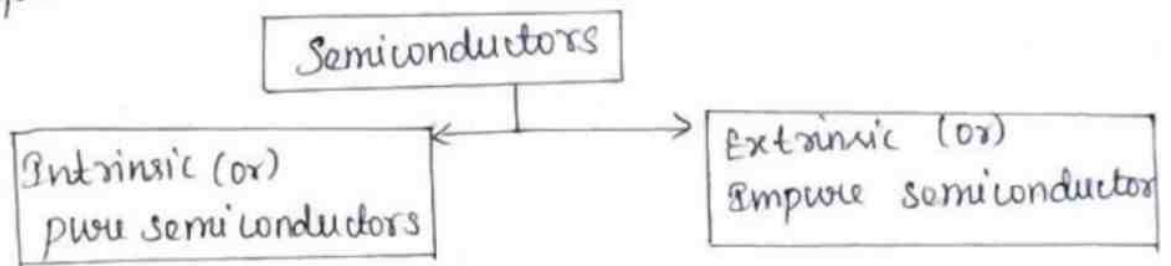 Semiconductors
Intrinsic (or)
pure semiconductors
Extrinsic (or)
Impure semiconductor